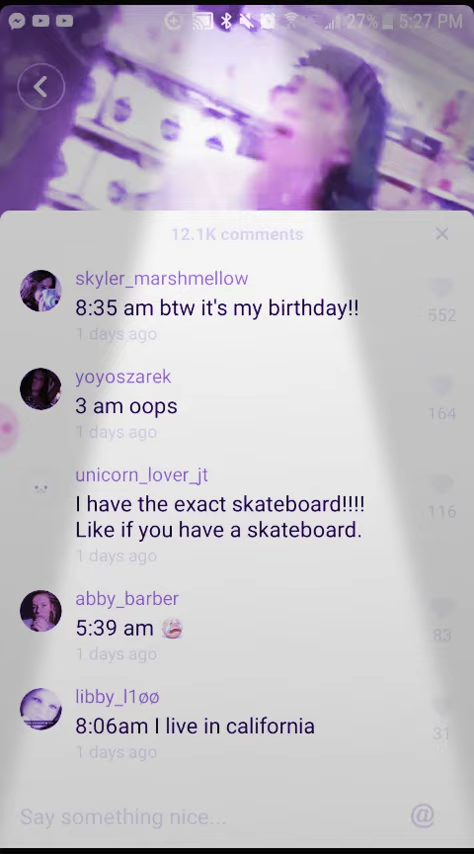 27% 5:27 PM
12.1K comments
skyler_marshmellow
8:35 am btw it's my birthday!!
552
1 days ago
yoyoszarek
3 am oops
164
1 days ago
unicorn_lover_jt
I have the exact skateboard!!!!
116
Like if you have a skateboard.
1 days ago
abby_barber
5:39 am
83
1 days ago
libby_l1øø
8:06am I live in california
31
1 days ago
Say something nice... @